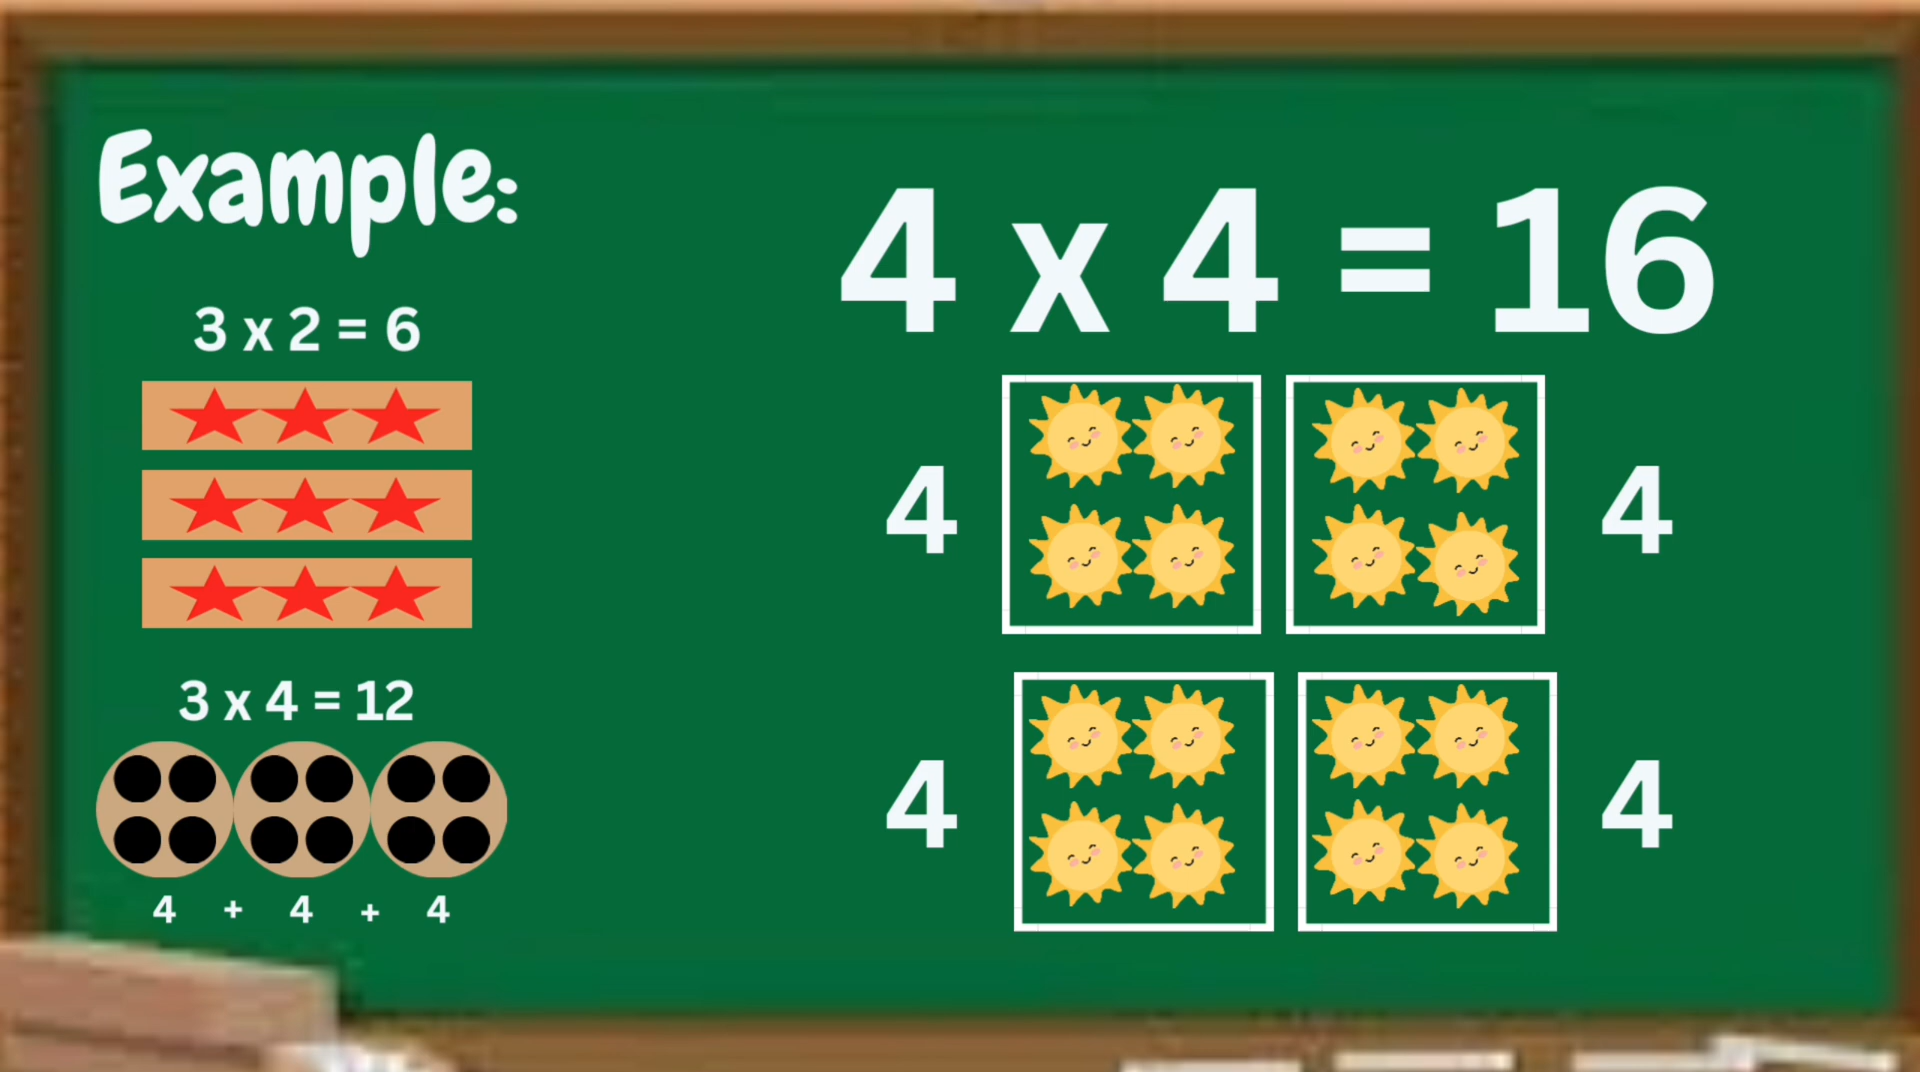 Example:
3 x 2 = 6
3 x 4 = 12
4 + 4 + 4
4 x 4 = 16
4 4
4 4